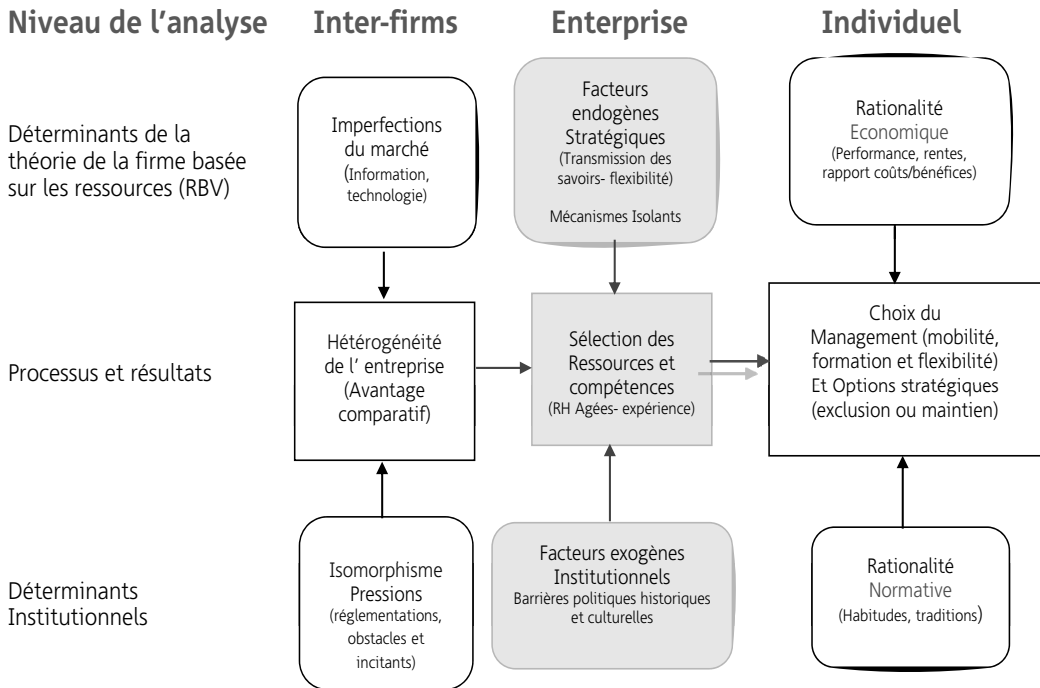 Niveau de l'analyse
Inter-firms
Enterprise
Individuel
Déterminants de la
théorie de la firme basée
sur les ressources (RBV)
Imperfections
du marché
(Information,
technologie)
Facteurs
endogènes
Stratégiques
(Transmission des
savoirs- flexibilité)
Mécanismes Isolants
Rationalité
Economique
(Performance, rentes,
rapport coûts/bénéfices)
Processus et résultats
Hétérogénéité
de l' entreprise
(Avantage
comparatif)
Sélection des
Ressources et
compétences
(RH Agées- expérience)
Choix du
Management (mobilité,
formation et flexibilité)
Et Options stratégiques
(exclusion ou maintien)
Déterminants
Institutionnels
Isomorphisme
Pressions
(réglementations,
obstacles et
incitants)
Facteurs exogènes
Institutionnels
Barrières politiques historiques
et culturelles
Rationalité
Normative
(Habitudes, traditions)